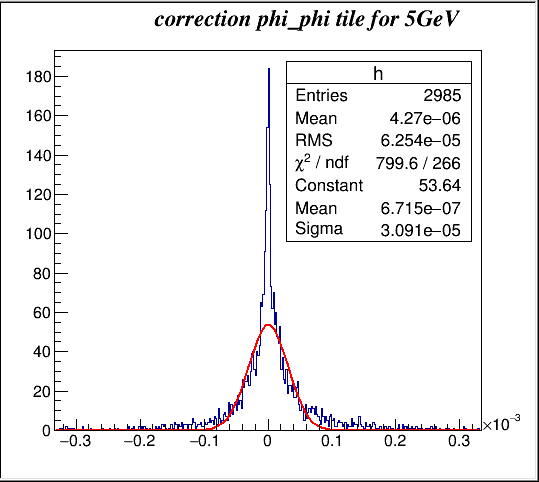 correction phi_phi tile for 5GeV
h
Entries 2985
Mean 4.27e−06
RMS 6.254e−05
χ² / ndf 799.6 / 266
Constant 53.64
Mean 6.715e−07
Sigma 3.091e−05
180
160
140
120
100
80
60
40
20
0
−0.3 −0.2 −0.1 0 0.1 0.2 0.3
×10⁻³